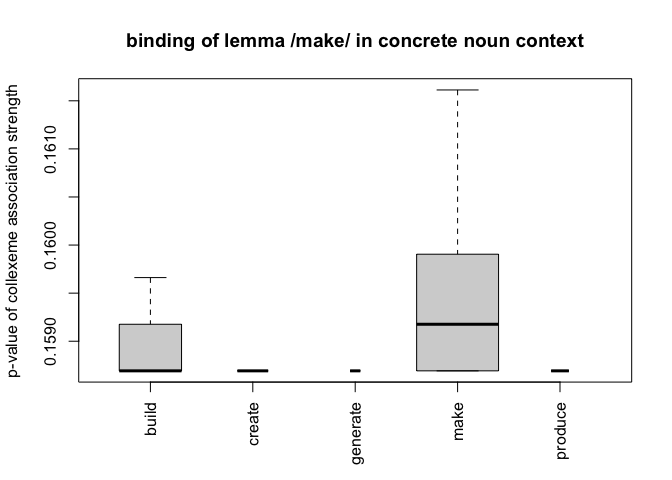 binding of lemma /make/ in concrete noun context
p-value of collexeme association strength
0.1610
0.1600
0.1590
build
create
generate
make
produce